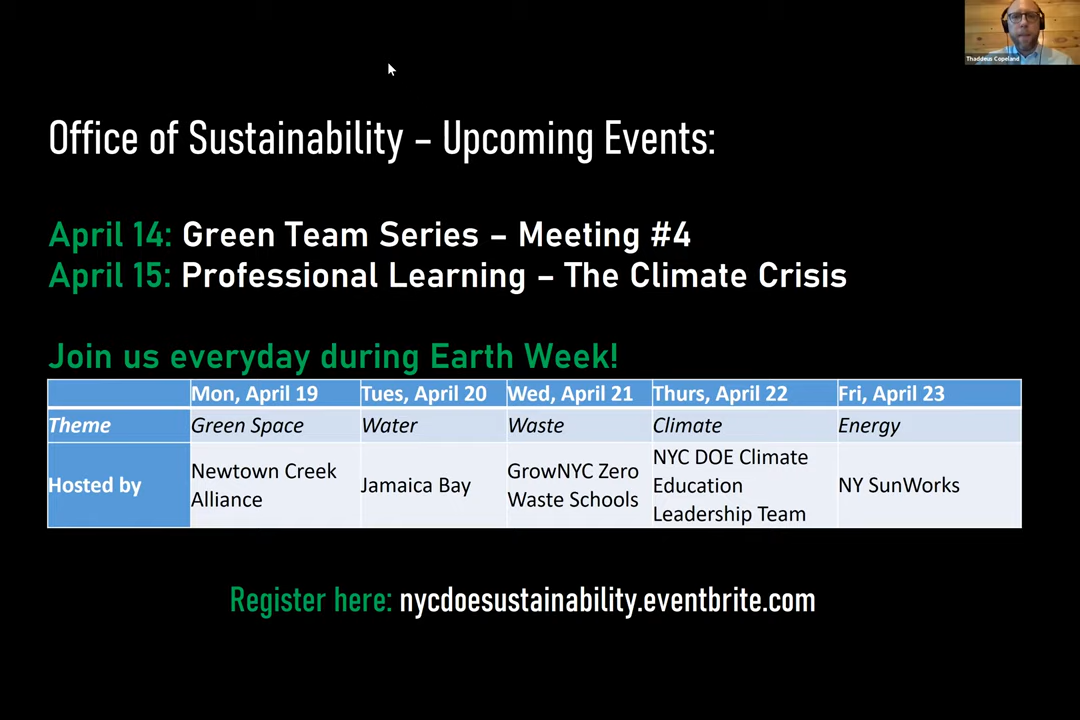 Thaddeus Copeland
Office of Sustainability – Upcoming Events:
April 14: Green Team Series – Meeting #4
April 15: Professional Learning – The Climate Crisis
Join us everyday during Earth Week!
Mon, April 19 Tues, April 20 Wed, April 21 Thurs, April 22 Fri, April 23
Theme Green Space Water Waste Climate Energy
Hosted by
Newtown Creek
Alliance
Jamaica Bay
GrowNYC Zero
Waste Schools
NYC DOE Climate
Education
Leadership Team
NY SunWorks
Register here: nycdoesustainability.eventbrite.com